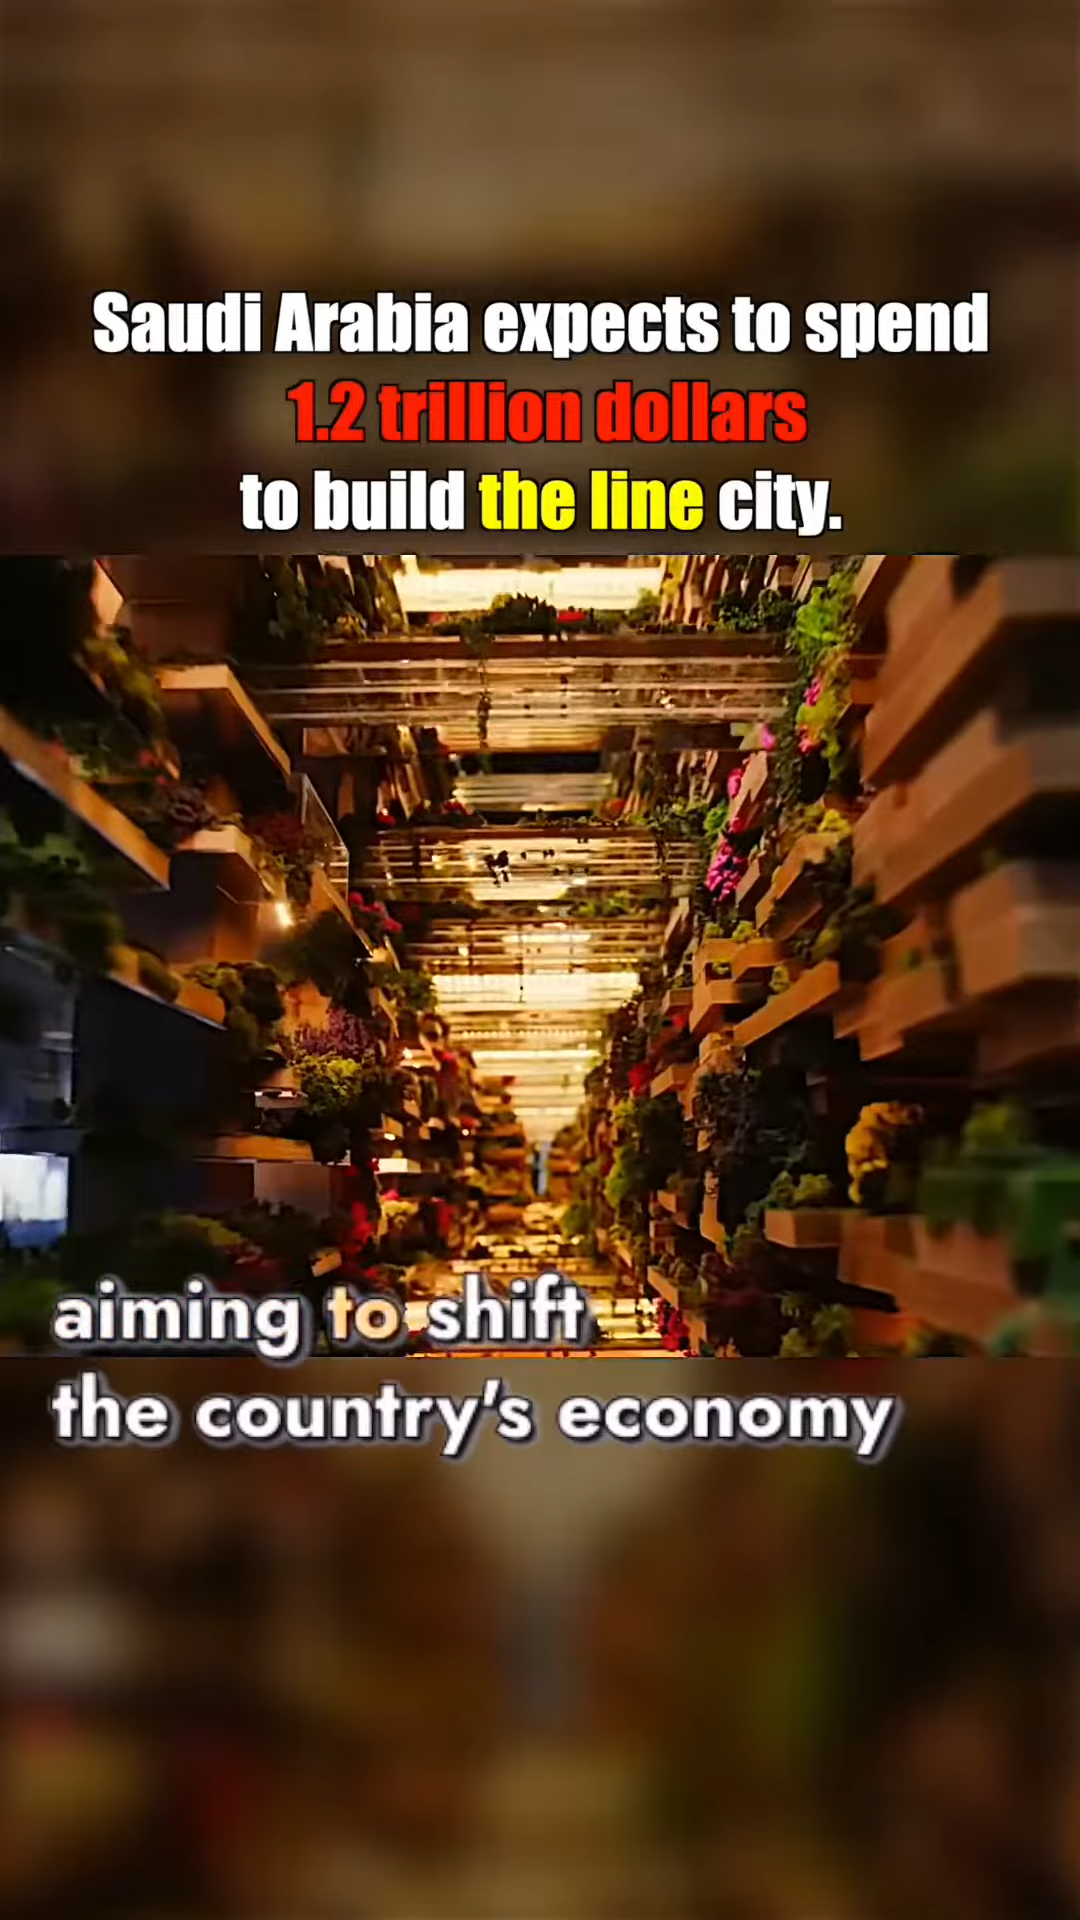 Saudi Arabia expects to spend
1.2 trillion dollars
to build the line city.
aiming to shift
the country's economy